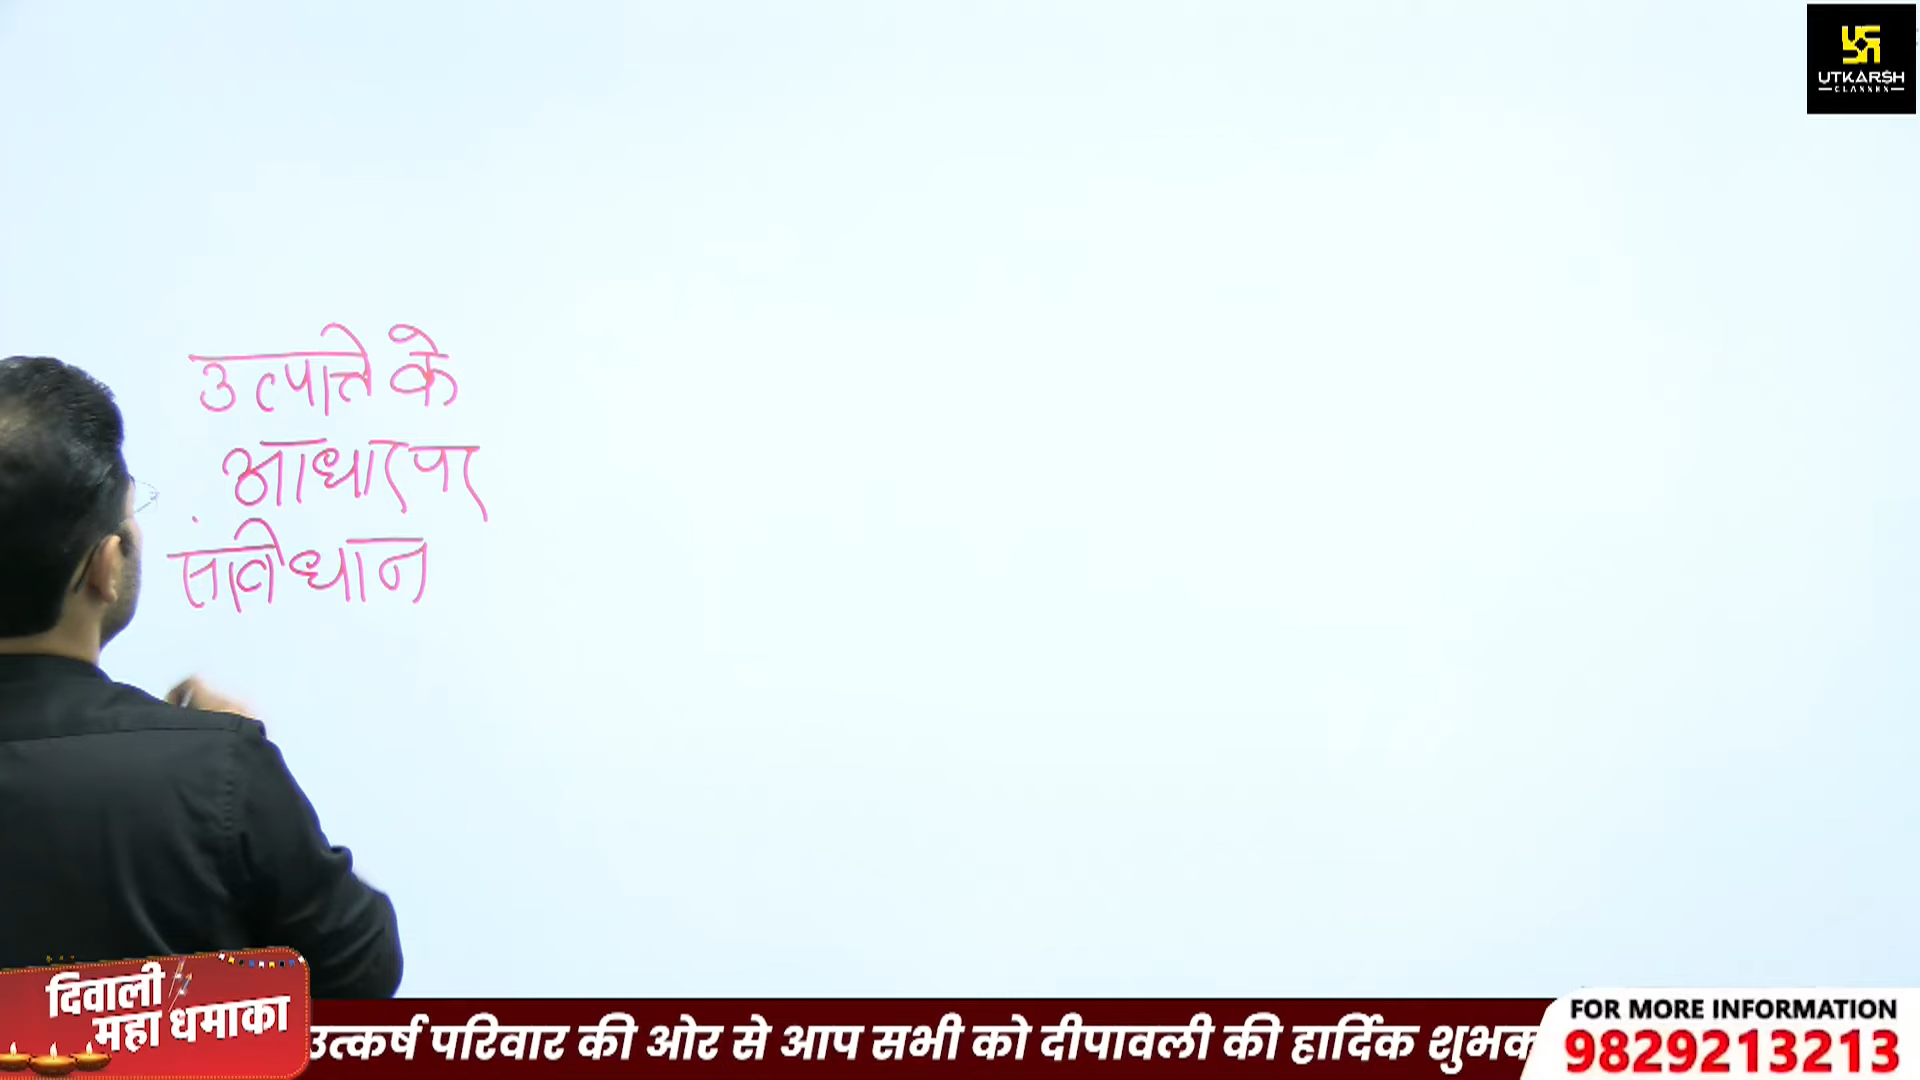 UTKARSH
CLASSES
उत्पत्ति के
आधार पर
संविधान
दिवाली
महा धमाका
उत्कर्ष परिवार की ओर से आप सभी को दीपावली की हार्दिक शुभक
FOR MORE INFORMATION
9829213213